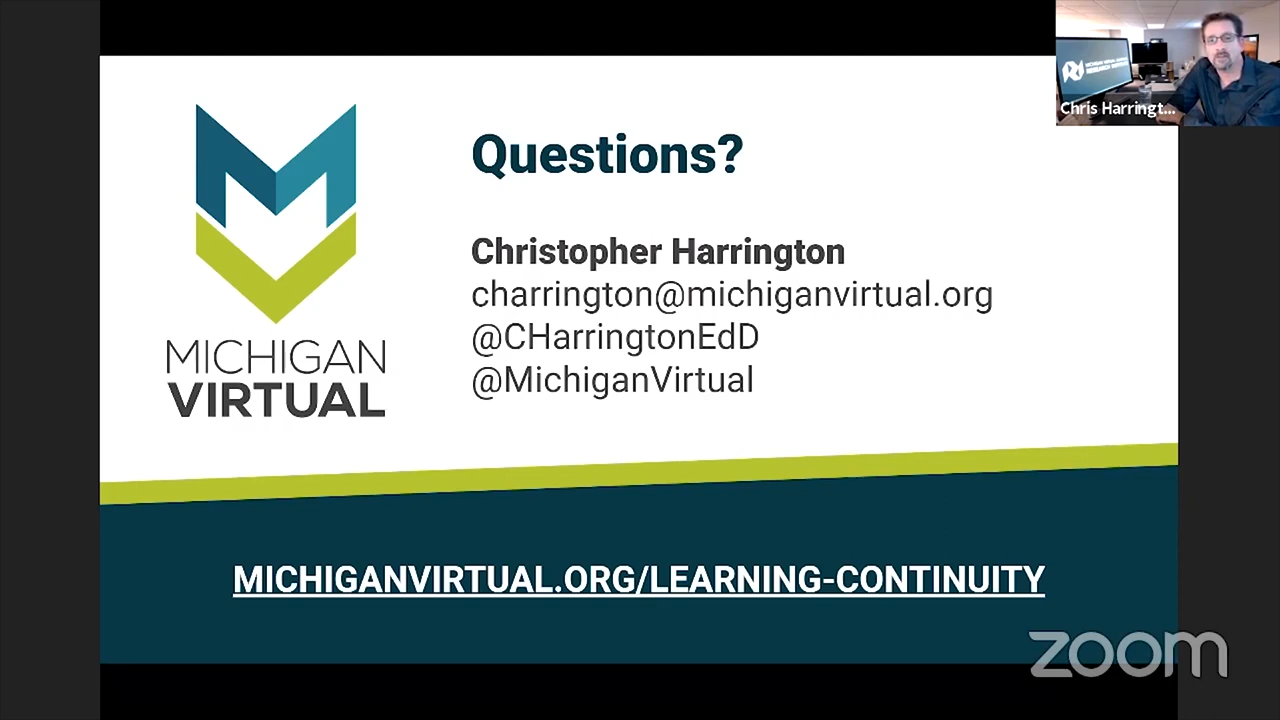 Questions?
Christopher Harrington
charrington@michiganvirtual.org
@CHarringtonEdD
@MichiganVirtual
MICHIGAN
VIRTUAL
MICHIGANVIRTUAL.ORG/LEARNING-CONTINUITY
Chris Harringt...
zoom